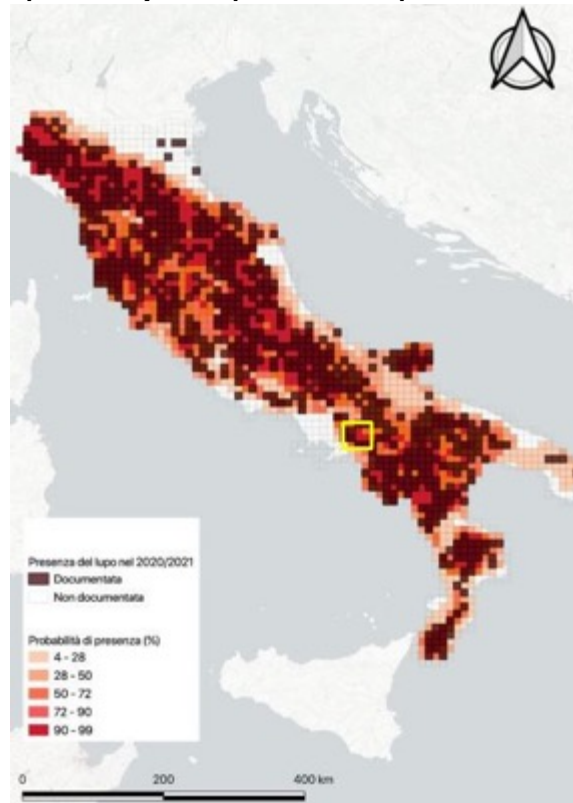 Presenza del lupo nel 2020/2021
Documentata
Non documentata
Probabilità di presenza (%)
4 - 28
28 - 50
50 - 72
72 - 90
90 - 99
0 200 400 km